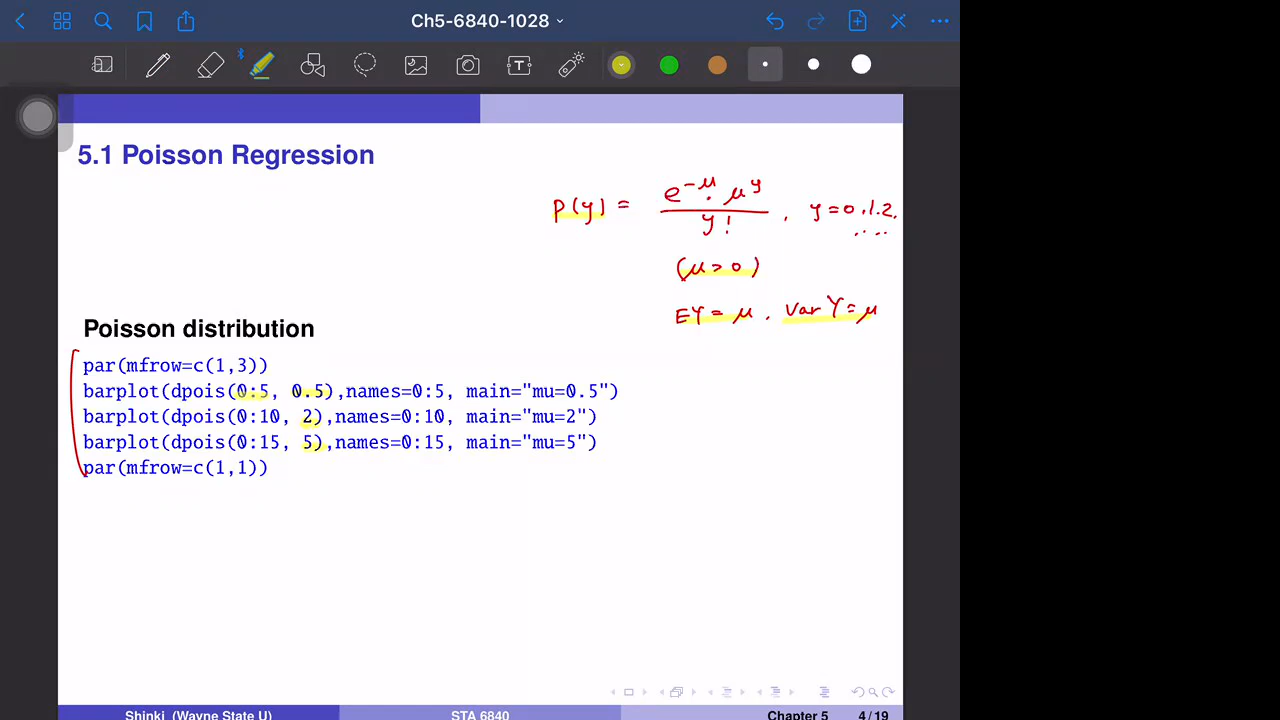 Ch5-6840-1028
5.1 Poisson Regression
p(y) = e^{-μ} μ^y / y! , y=0,1,2, ....
(μ>0)
EY=μ, Var Y=μ
Poisson distribution
par(mfrow=c(1,3))
barplot(dpois(0:5, 0.5),names=0:5, main="mu=0.5")
barplot(dpois(0:10, 2),names=0:10, main="mu=2")
barplot(dpois(0:15, 5),names=0:15, main="mu=5")
par(mfrow=c(1,1))
Shinki (Wayne State U) STA 6840 Chapter 5 4 / 19